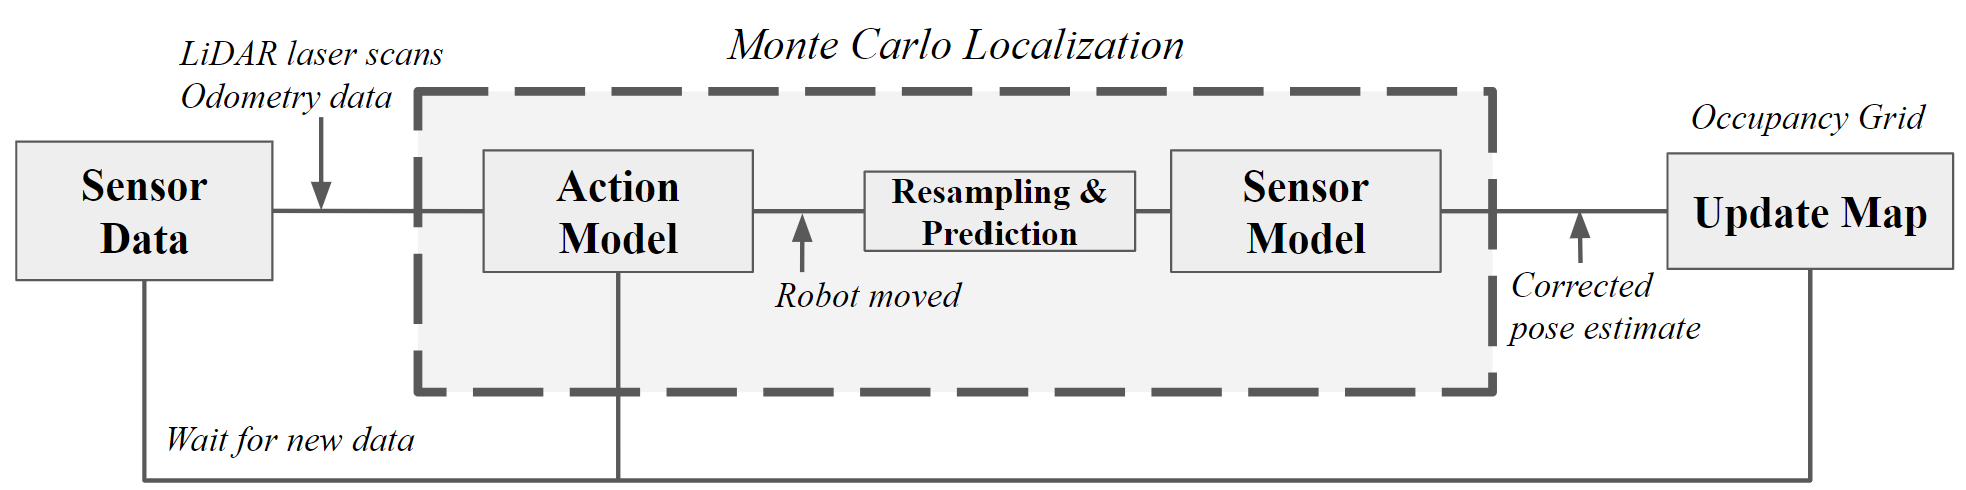 Monte Carlo Localization
LiDAR laser scans
Odometry data
Sensor
Data
Action
Model
Robot moved
Resampling &
Prediction
Sensor
Model
Corrected
pose estimate
Occupancy Grid
Update Map
Wait for new data